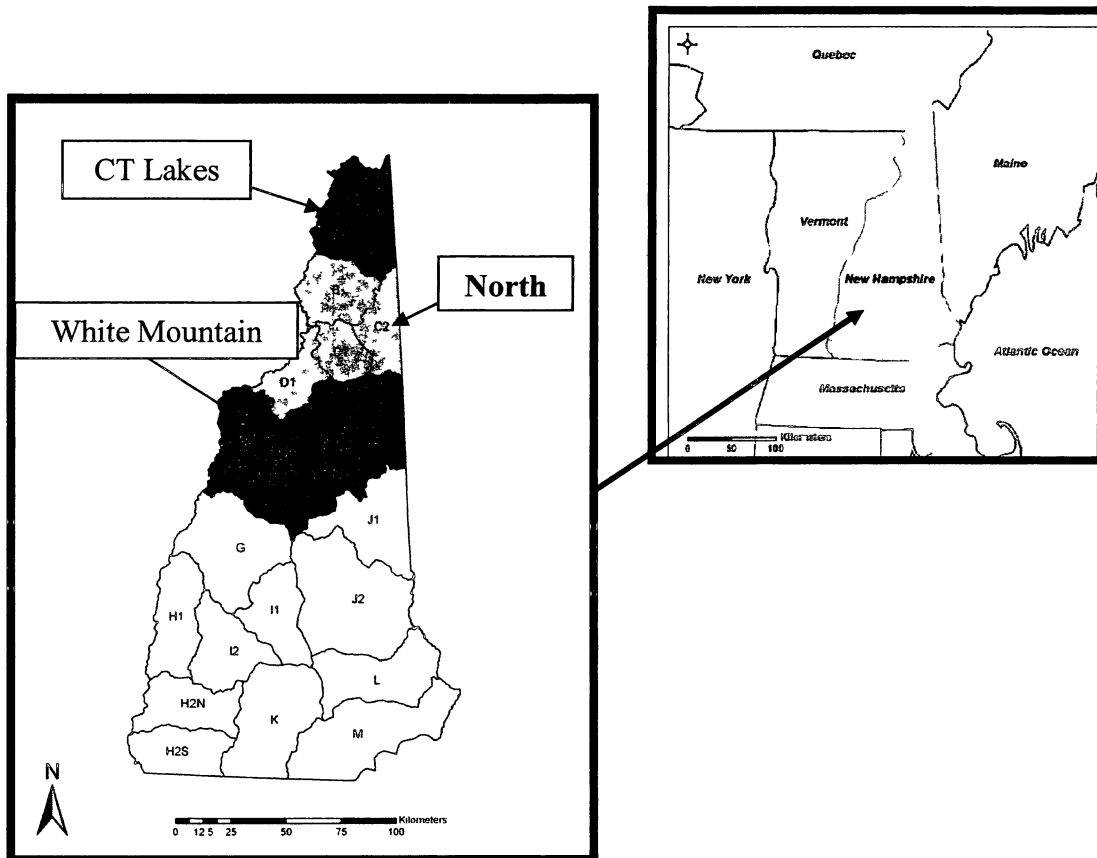 CT Lakes
North
White Mountain
C2
D1
J1
G
J2
I1
H1
I2
L
H2N
K
M
H2S
N
Kilometers
0 12.5 25 50 75 100
Quebec
Maine
Vermont
New York
New Hampshire
Atlantic Ocean
Massachusetts
0 50 100